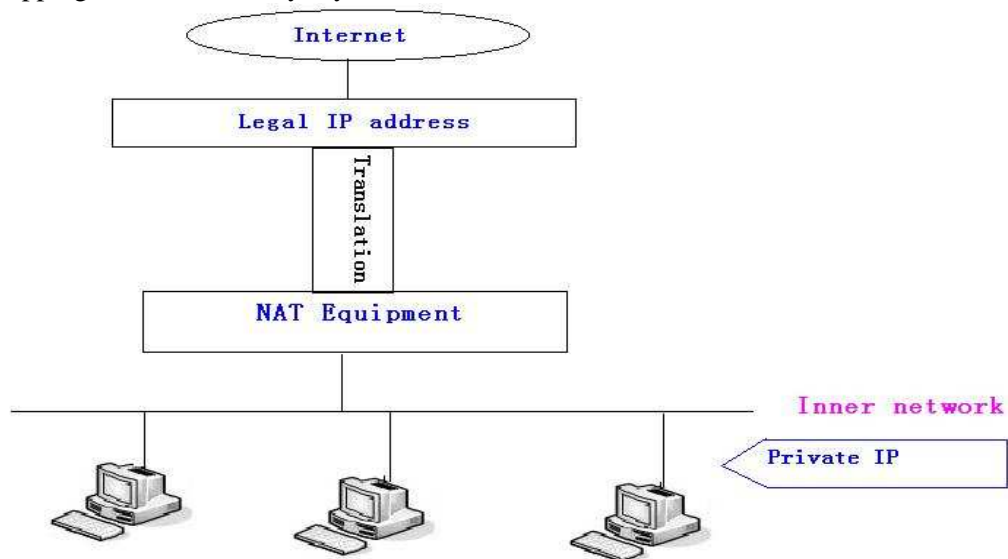 Internet
Legal IP address
Translation
NAT Equipment
Inner network
Private IP